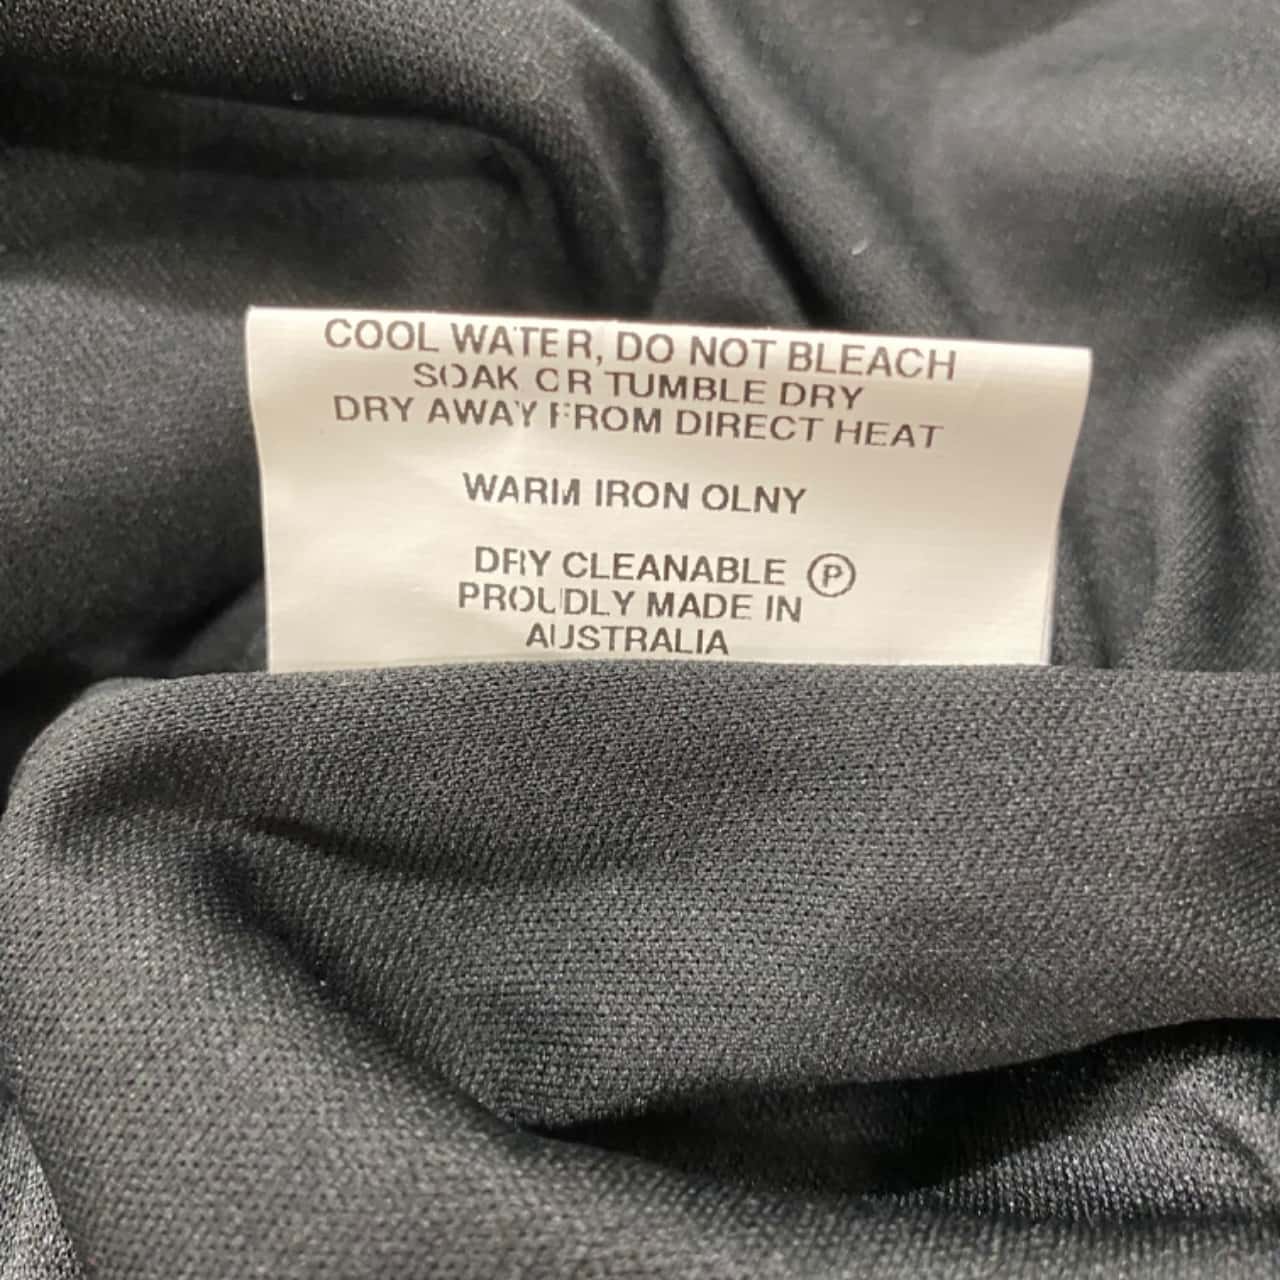 COOL WATER, DO NOT BLEACH
SOAK OR TUMBLE DRY
DRY AWAY FROM DIRECT HEAT
WARM IRON OLNY
DRY CLEANABLE Ⓟ
PROUDLY MADE IN
AUSTRALIA